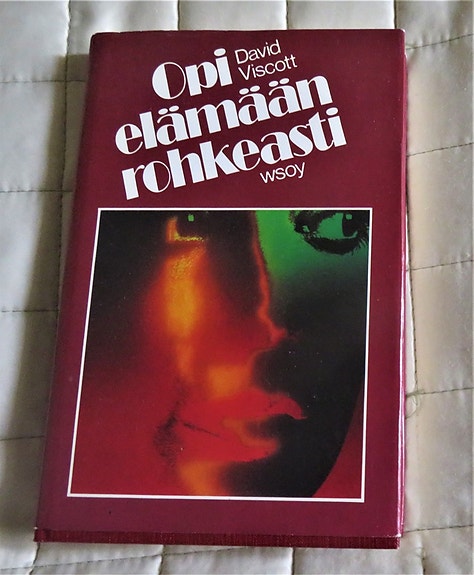 Opi
David
Viscott
elämään
rohkeasti
wsoy